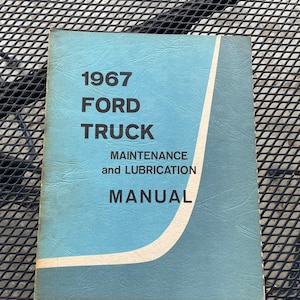 1967
FORD
TRUCK
MAINTENANCE
and LUBRICATION
MANUAL